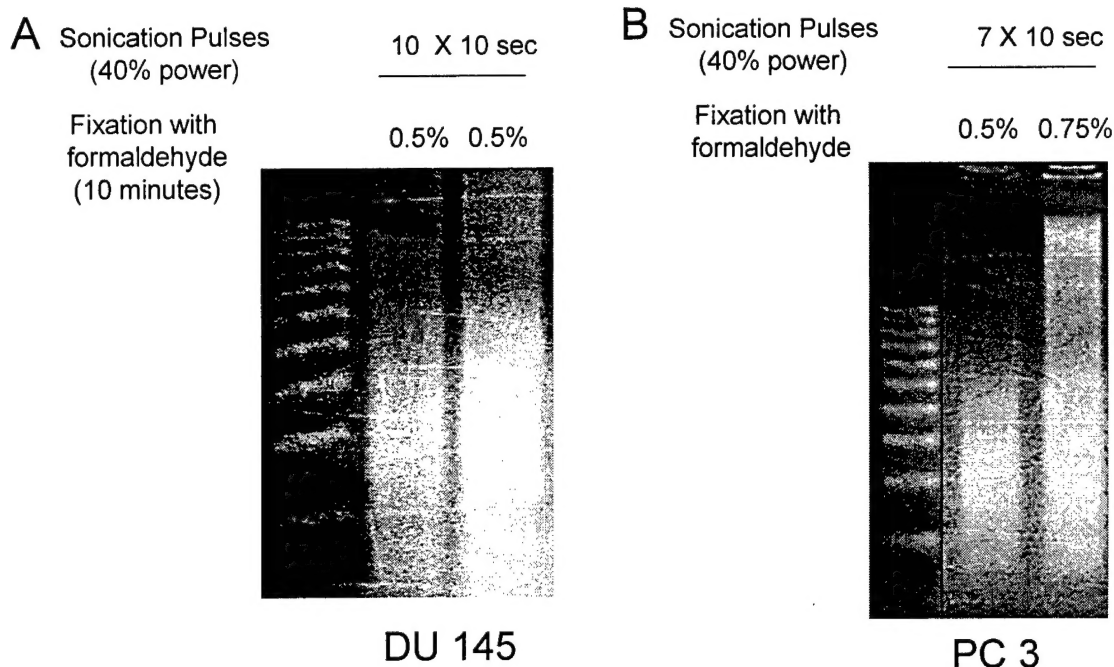 A
Sonication Pulses
(40% power)
10 X 10 sec
Fixation with
formaldehyde
(10 minutes)
0.5% 0.5%
DU 145
B
Sonication Pulses
(40% power)
7 X 10 sec
Fixation with
formaldehyde
0.5% 0.75%
PC 3